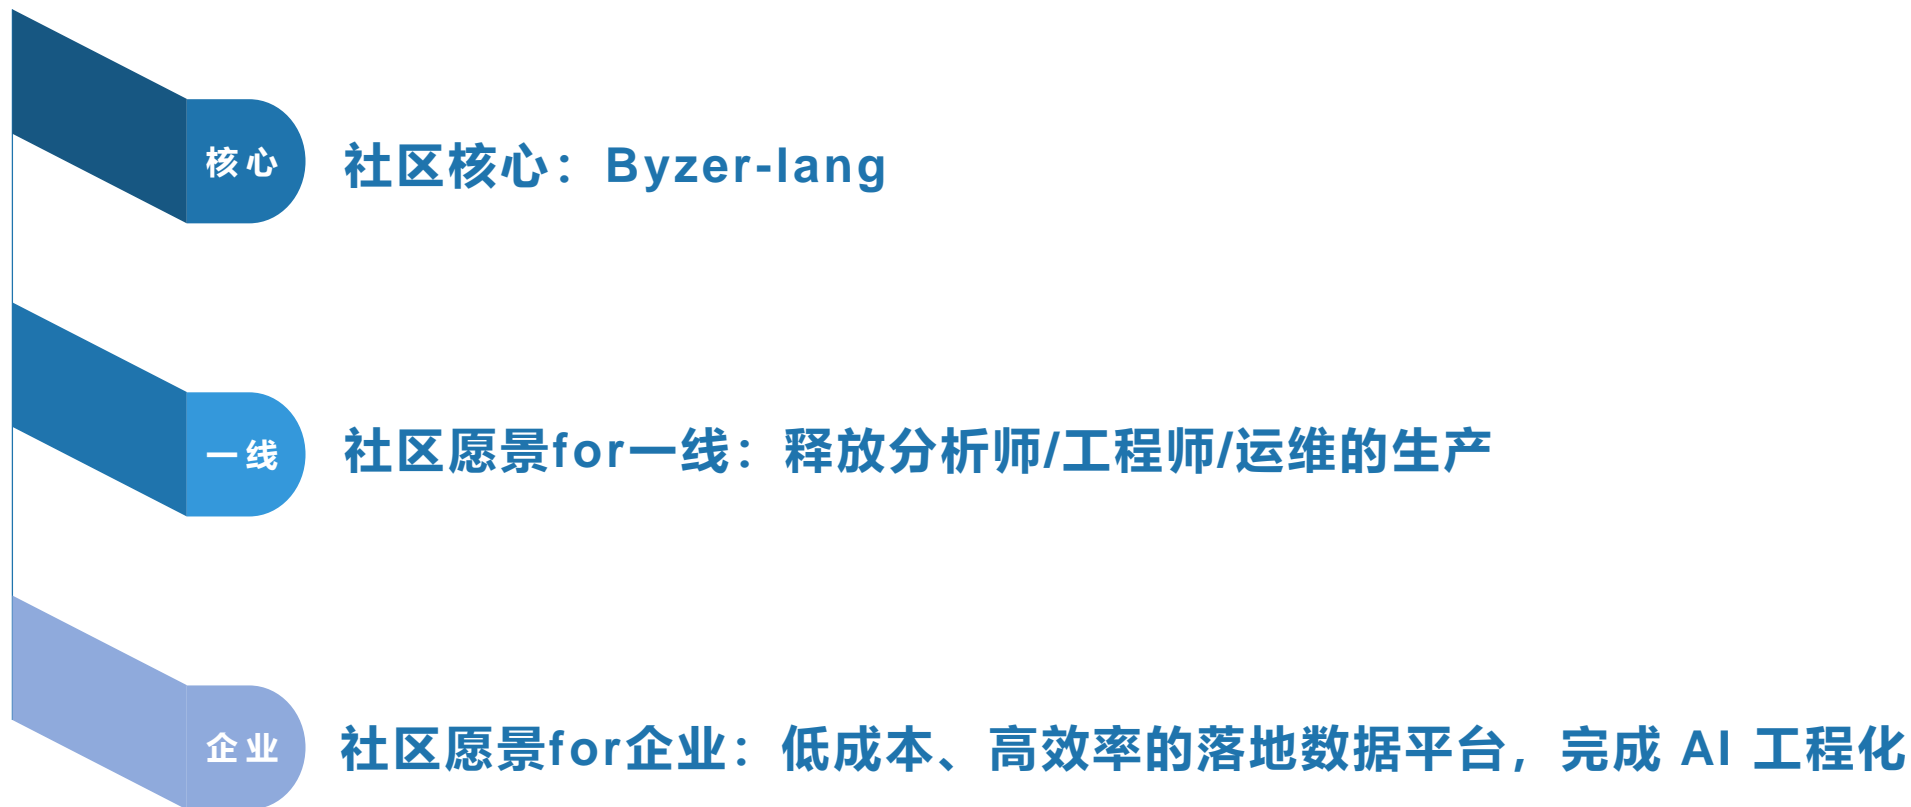 核心
社区核心：Byzer-lang
一线
社区愿景for一线：释放分析师/工程师/运维的生产
企业
社区愿景for企业：低成本、高效率的落地数据平台，完成 AI 工程化